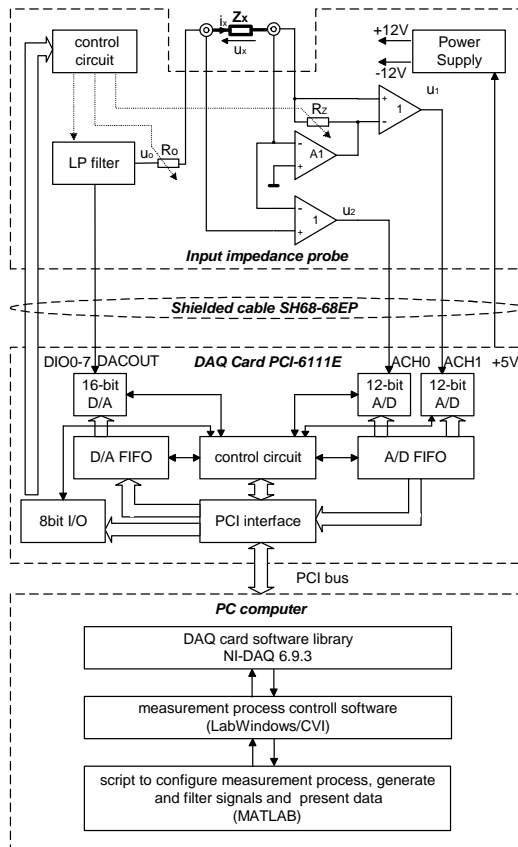 control
circuit
ix
Zx
ux
+12V
-12V
Power
Supply
u1
+
-
1
Rz
LP filter
uo
Ro
-
+
A1
-
+
1
u2
Input impedance probe
Shielded cable SH68-68EP
DIO0-7
DACOUT
DAQ Card PCI-6111E
ACH0
ACH1
+5V
16-bit
D/A
12-bit
A/D
12-bit
A/D
D/A FIFO
control circuit
A/D FIFO
8bit I/O
PCI interface
PCI bus
PC computer
DAQ card software library
NI-DAQ 6.9.3
measurement process controll software
(LabWindows/CVI)
script to configure measurement process, generate
and filter signals and present data
(MATLAB)